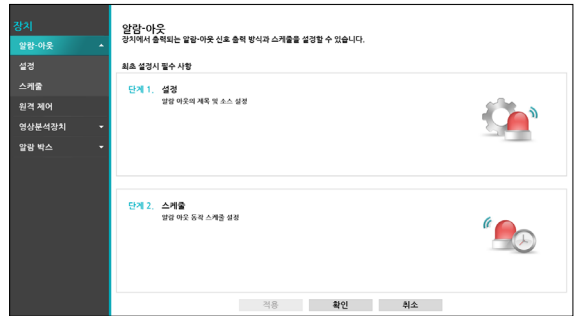 장치
알람-아웃
설정
스케줄
원격 제어
영상분석장치
알람 박스
알람-아웃
장치에서 출력되는 알람-아웃 신호 출력 방식과 스케줄을 설정할 수 있습니다.
최초 설정시 필수 사항
단계 1. 설정
알람 아웃의 제목 및 소스 설정
단계 2. 스케줄
알람 아웃 동작 스케줄 설정
적용 확인 취소